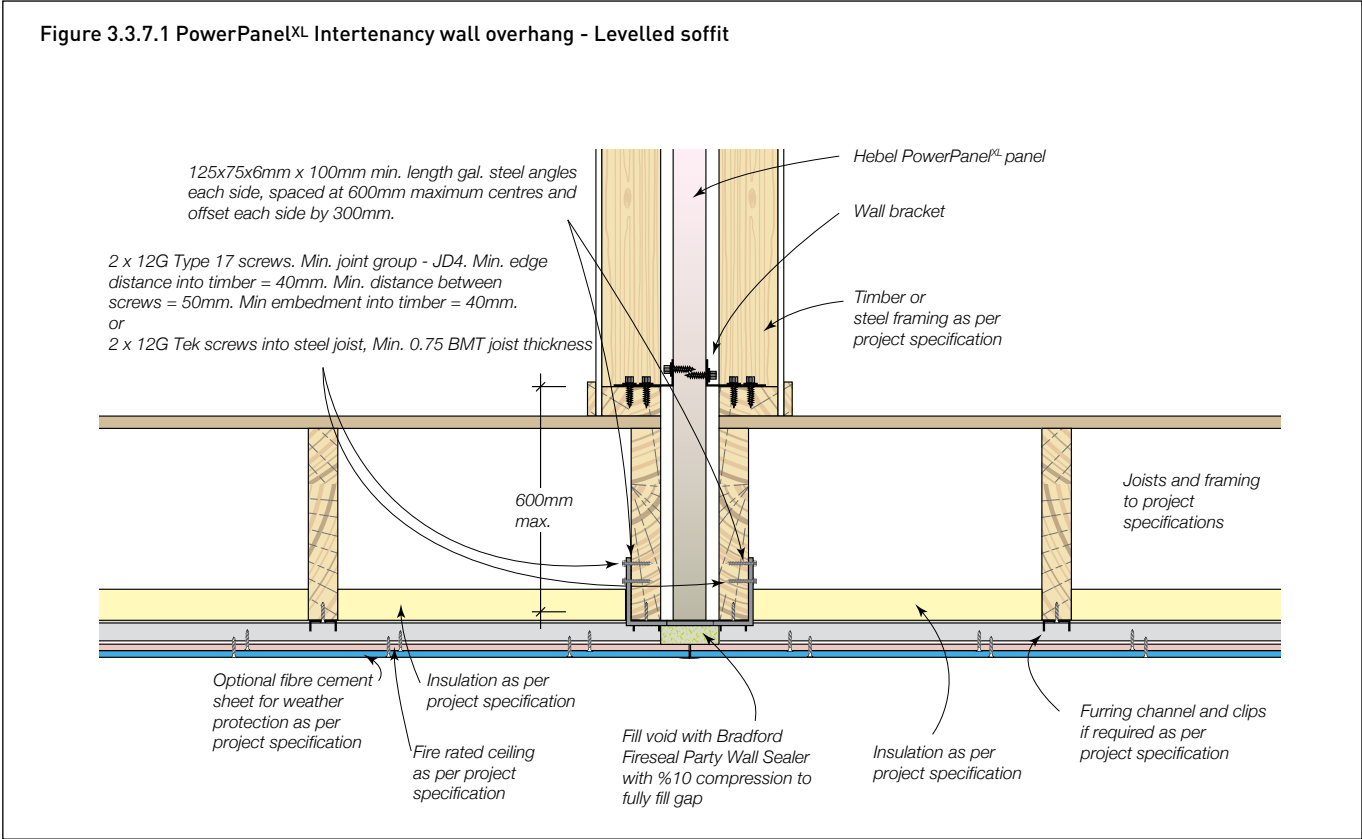 Figure 3.3.7.1 PowerPanelXL Intertenancy wall overhang - Levelled soffit
125x75x6mm x 100mm min. length gal. steel angles
each side, spaced at 600mm maximum centres and
offset each side by 300mm.
2 x 12G Type 17 screws. Min. joint group - JD4. Min. edge
distance into timber = 40mm. Min. distance between
screws = 50mm. Min embedment into timber = 40mm.
or
2 x 12G Tek screws into steel joist, Min. 0.75 BMT joist thickness
Hebel PowerPanelXL panel
Wall bracket
Timber or
steel framing as per
project specification
600mm
max.
Joists and framing
to project
specifications
Optional fibre cement
sheet for weather
protection as per
project specification
Insulation as per
project specification
Fire rated ceiling
as per project
specification
Fill void with Bradford
Fireseal Party Wall Sealer
with %10 compression to
fully fill gap
Insulation as per
project specification
Furring channel and clips
if required as per
project specification